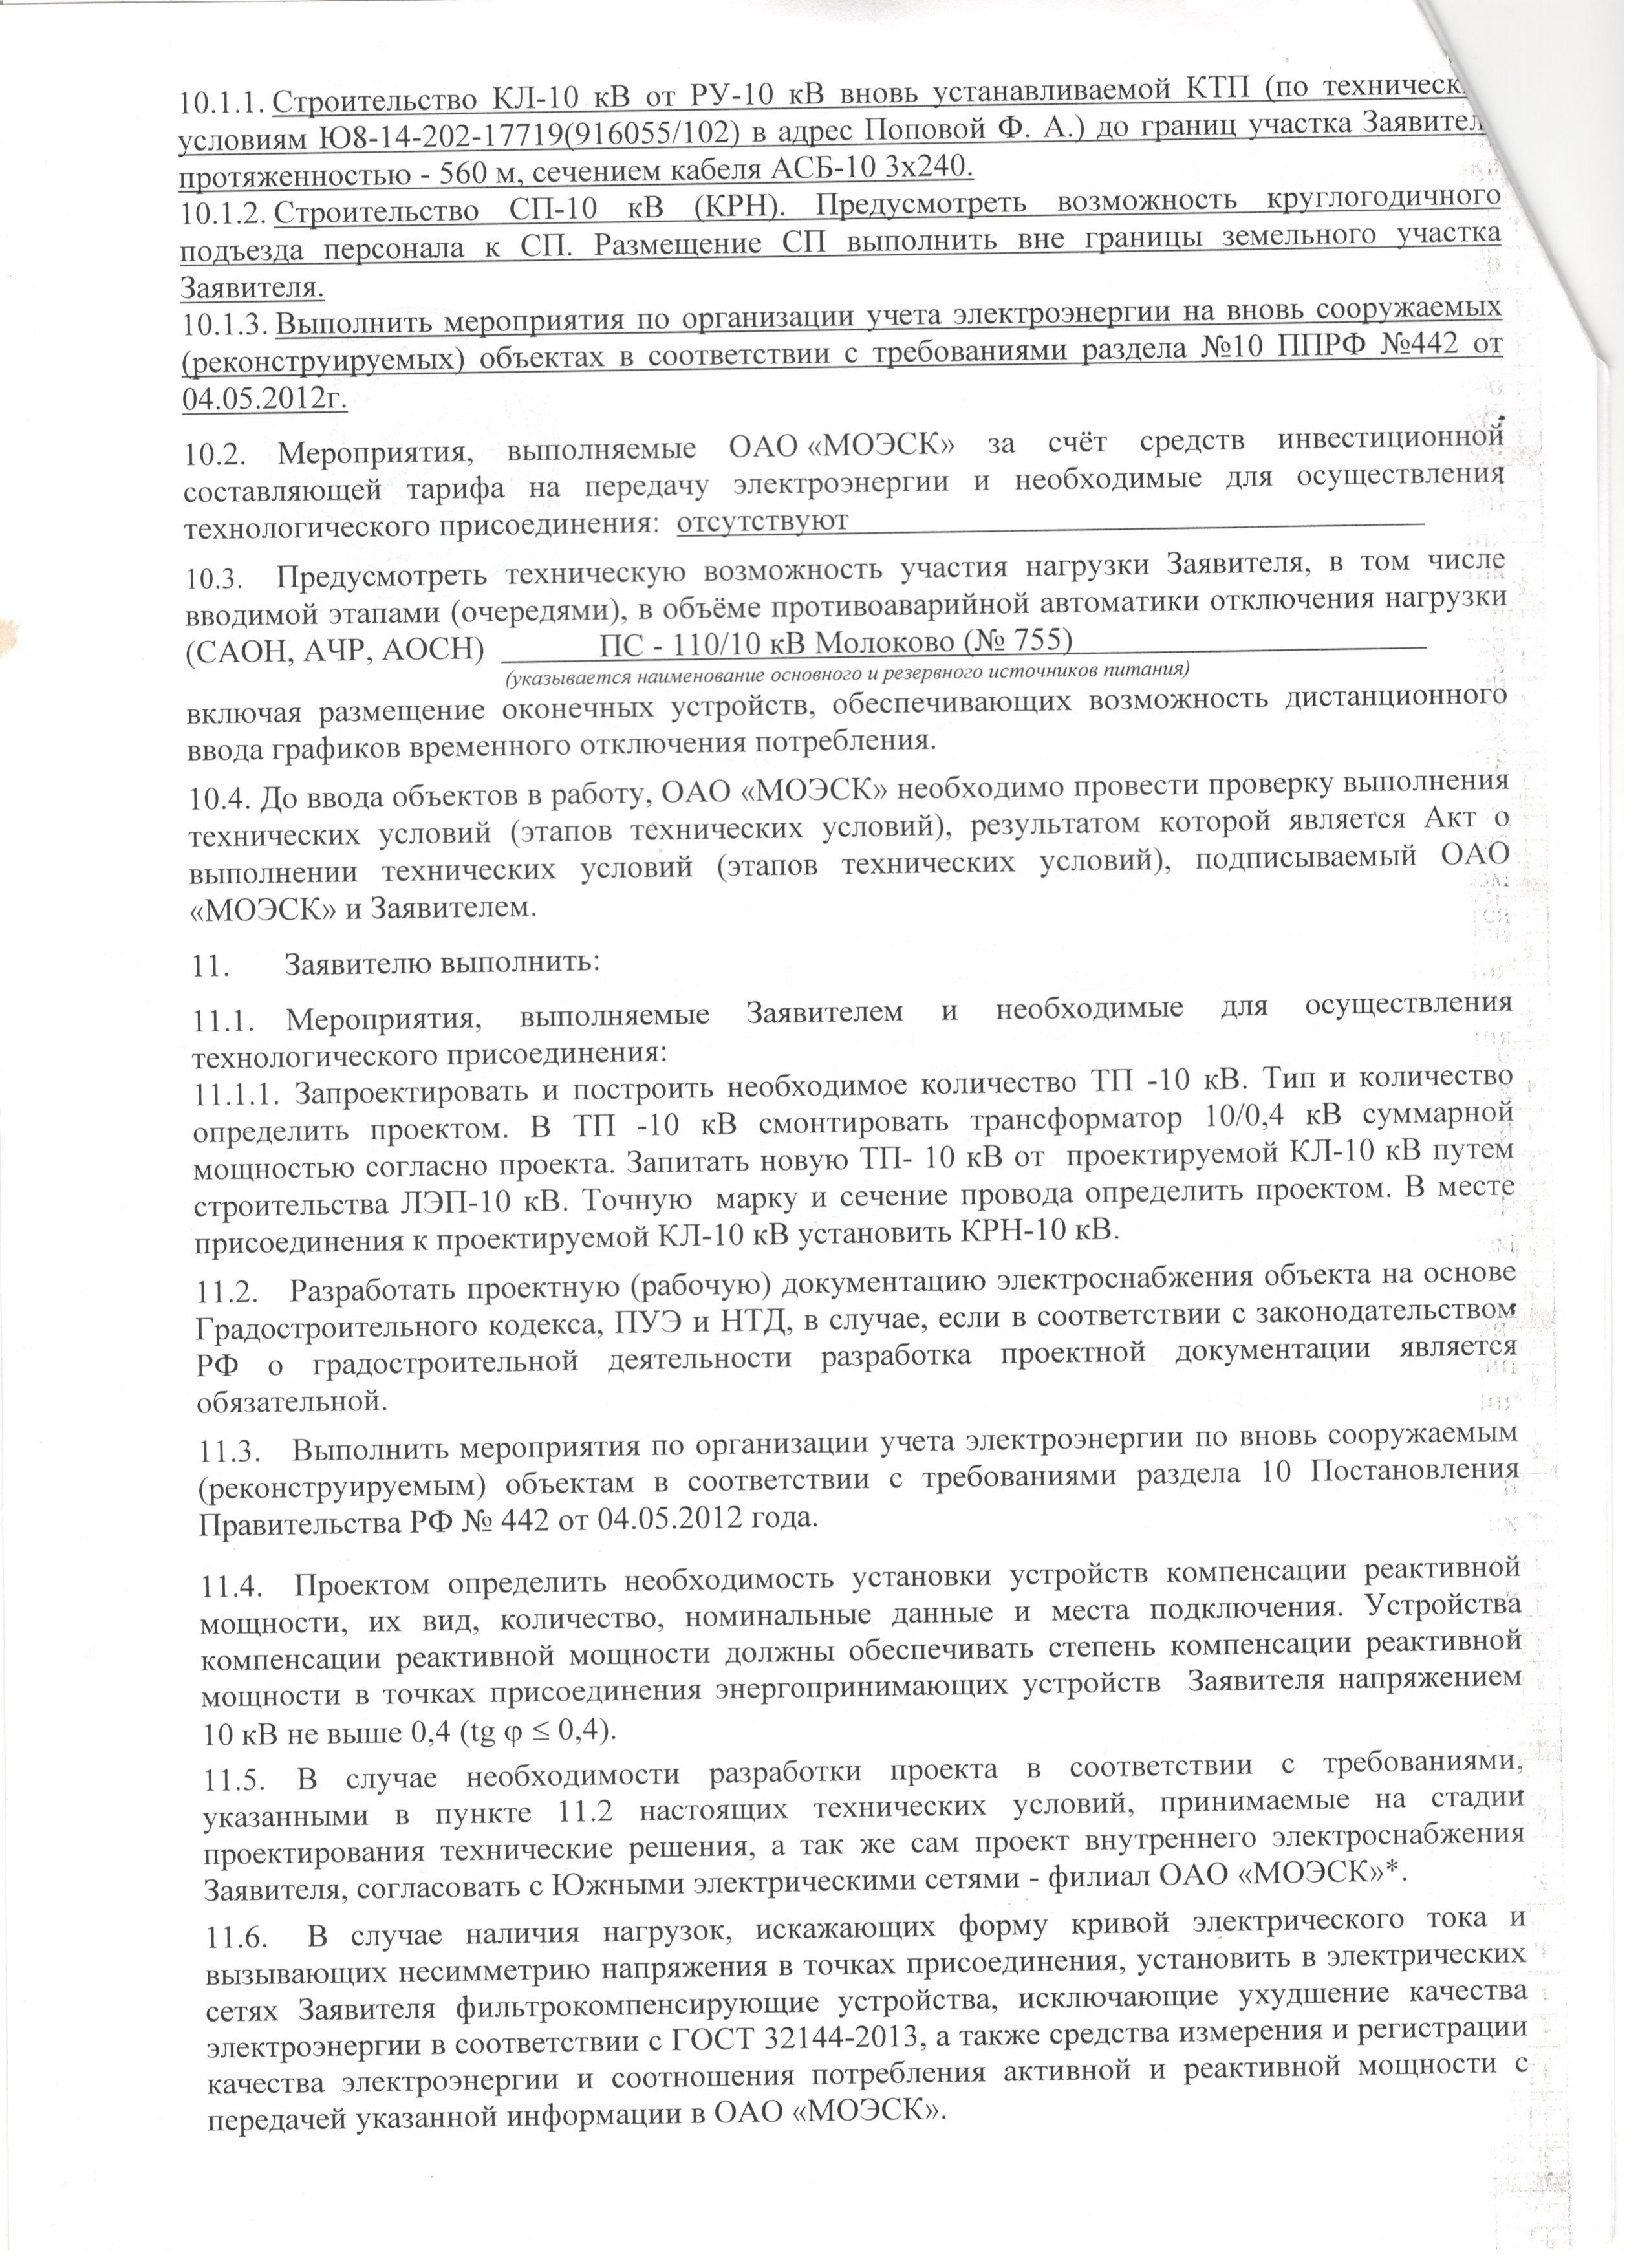 10.1.1. Строительство КЛ-10 кВ от РУ-10 кВ вновь устанавливаемой КТП (по техническ
условиям Ю8-14-202-17719(916055/102) в адрес Поповой Ф. А.) до границ участка Заявител
протяженностью - 560 м, сечением кабеля АСБ-10 3х240.
10.1.2. Строительство СП-10 кВ (КРН). Предусмотреть возможность круглогодичного
подъезда персонала к СП. Размещение СП выполнить вне границы земельного участка
Заявителя.
10.1.3. Выполнить мероприятия по организации учета электроэнергии на вновь сооружаемых
(реконструируемых) объектах в соответствии с требованиями раздела №10 ППРФ №442 от
04.05.2012г.
10.2. Мероприятия, выполняемые ОАО «МОЭСК» за счёт средств инвестиционной
составляющей тарифа на передачу электроэнергии и необходимые для осуществления
технологического присоединения: отсутствуют
10.3. Предусмотреть техническую возможность участия нагрузки Заявителя, в том числе
вводимой этапами (очередями), в объёме противоаварийной автоматики отключения нагрузки
(САОН, АЧР, АОСН) ПС - 110/10 кВ Молоково (№ 755)
(указывается наименование основного и резервного источников питания)
включая размещение оконечных устройств, обеспечивающих возможность дистанционного
ввода графиков временного отключения потребления.
10.4. До ввода объектов в работу, ОАО «МОЭСК» необходимо провести проверку выполнения
технических условий (этапов технических условий), результатом которой является Акт о
выполнении технических условий (этапов технических условий), подписываемый ОАО
«МОЭСК» и Заявителем.
11. Заявителю выполнить:
11.1. Мероприятия, выполняемые Заявителем и необходимые для осуществления
технологического присоединения:
11.1.1. Запроектировать и построить необходимое количество ТП -10 кВ. Тип и количество
определить проектом. В ТП -10 кВ смонтировать трансформатор 10/0,4 кВ суммарной
мощностью согласно проекта. Запитать новую ТП- 10 кВ от проектируемой КЛ-10 кВ путем
строительства ЛЭП-10 кВ. Точную марку и сечение провода определить проектом. В месте
присоединения к проектируемой КЛ-10 кВ установить КРН-10 кВ.
11.2. Разработать проектную (рабочую) документацию электроснабжения объекта на основе
Градостроительного кодекса, ПУЭ и НТД, в случае, если в соответствии с законодательством
РФ о градостроительной деятельности разработка проектной документации является
обязательной.
11.3. Выполнить мероприятия по организации учета электроэнергии по вновь сооружаемым
(реконструируемым) объектам в соответствии с требованиями раздела 10 Постановления
Правительства РФ № 442 от 04.05.2012 года.
11.4. Проектом определить необходимость установки устройств компенсации реактивной
мощности, их вид, количество, номинальные данные и места подключения. Устройства
компенсации реактивной мощности должны обеспечивать степень компенсации реактивной
мощности в точках присоединения энергопринимающих устройств Заявителя напряжением
10 кВ не выше 0,4 (tg φ ≤ 0,4).
11.5. В случае необходимости разработки проекта в соответствии с требованиями,
указанными в пункте 11.2 настоящих технических условий, принимаемые на стадии
проектирования технические решения, а так же сам проект внутреннего электроснабжения
Заявителя, согласовать с Южными электрическими сетями - филиал ОАО «МОЭСК»*.
11.6. В случае наличия нагрузок, искажающих форму кривой электрического тока и
вызывающих несимметрию напряжения в точках присоединения, установить в электрических
сетях Заявителя фильтрокомпенсирующие устройства, исключающие ухудшение качества
электроэнергии в соответствии с ГОСТ 32144-2013, а также средства измерения и регистрации
качества электроэнергии и соотношения потребления активной и реактивной мощности с
передачей указанной информации в ОАО «МОЭСК».